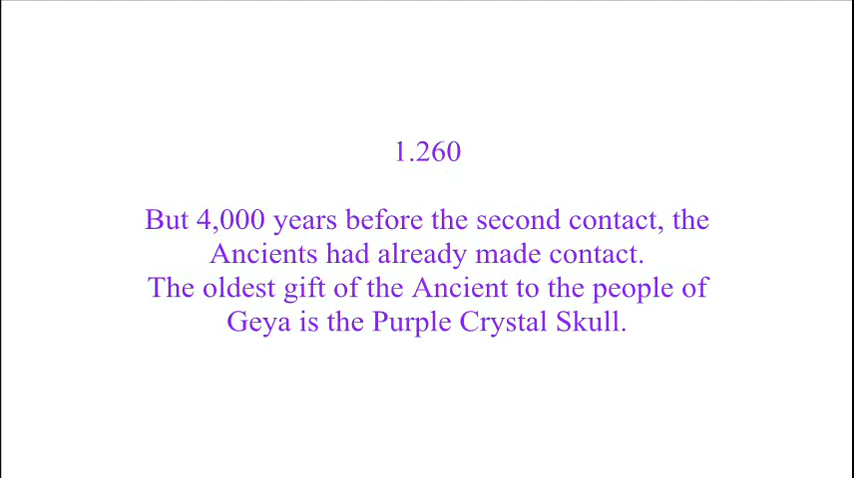 1.260
But 4,000 years before the second contact, the
Ancients had already made contact.
The oldest gift of the Ancient to the people of
Geya is the Purple Crystal Skull.